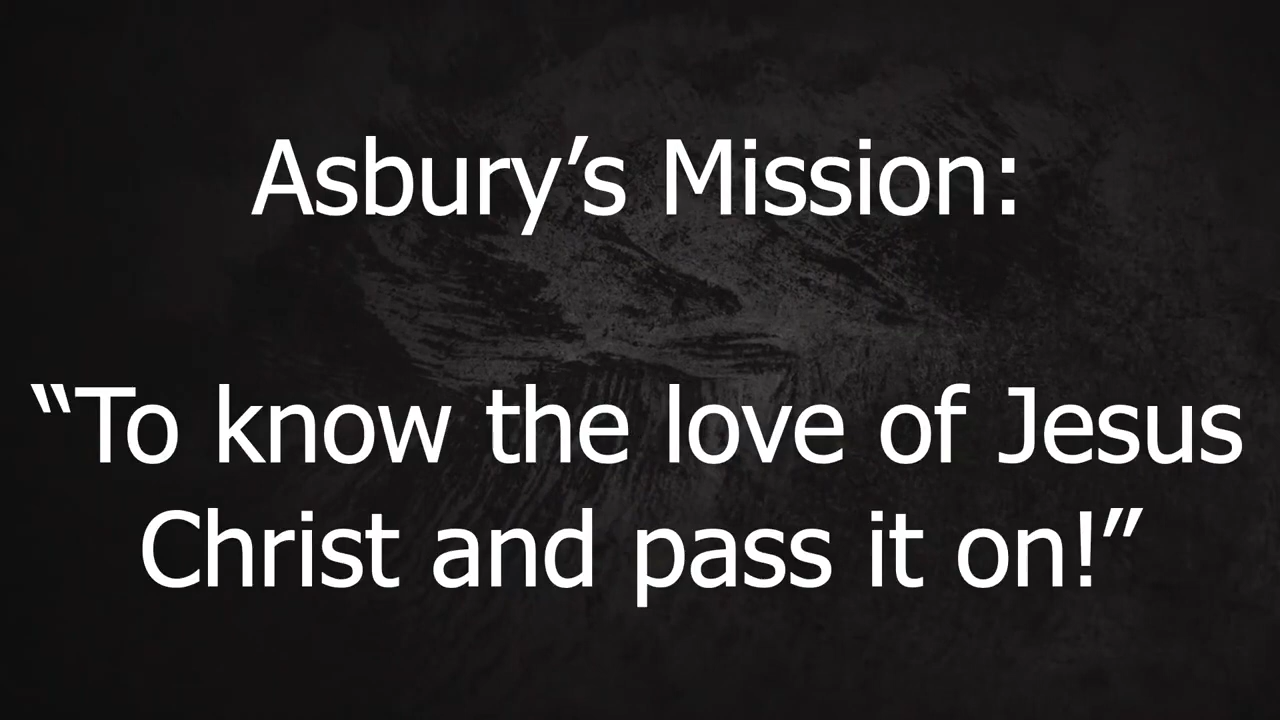 Asbury’s Mission:
“To know the love of Jesus
Christ and pass it on!”